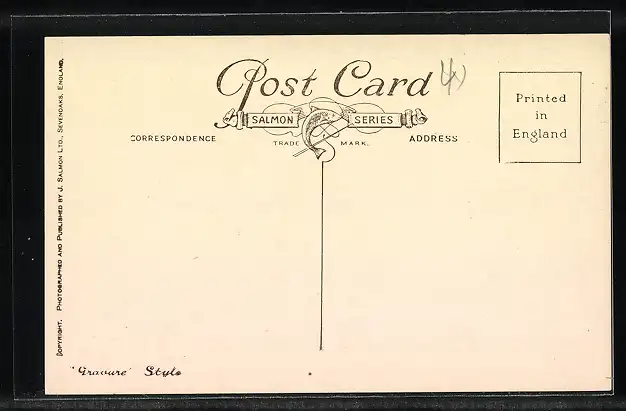 Post Card
SALMON SERIES
TRADE MARK.
CORRESPONDENCE
ADDRESS
Printed
in
England
COPYRIGHT. PHOTOGRAPHED AND PUBLISHED BY J. SALMON LTD., SEVENOAKS, ENGLAND.
"Gravure" Style